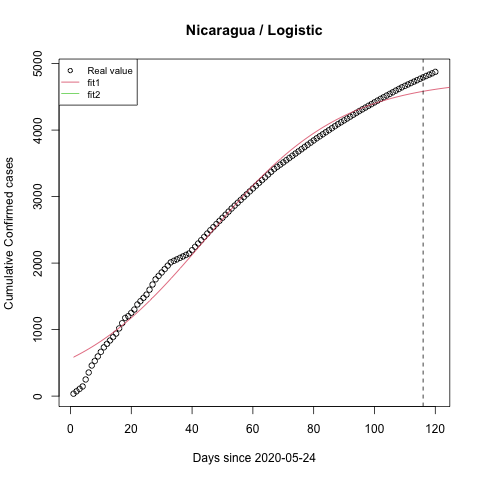 Nicaragua / Logistic
Real value
fit1
fit2
Cumulative Confirmed cases
5000
4000
3000
2000
1000
0
0 20 40 60 80 100 120
Days since 2020-05-24